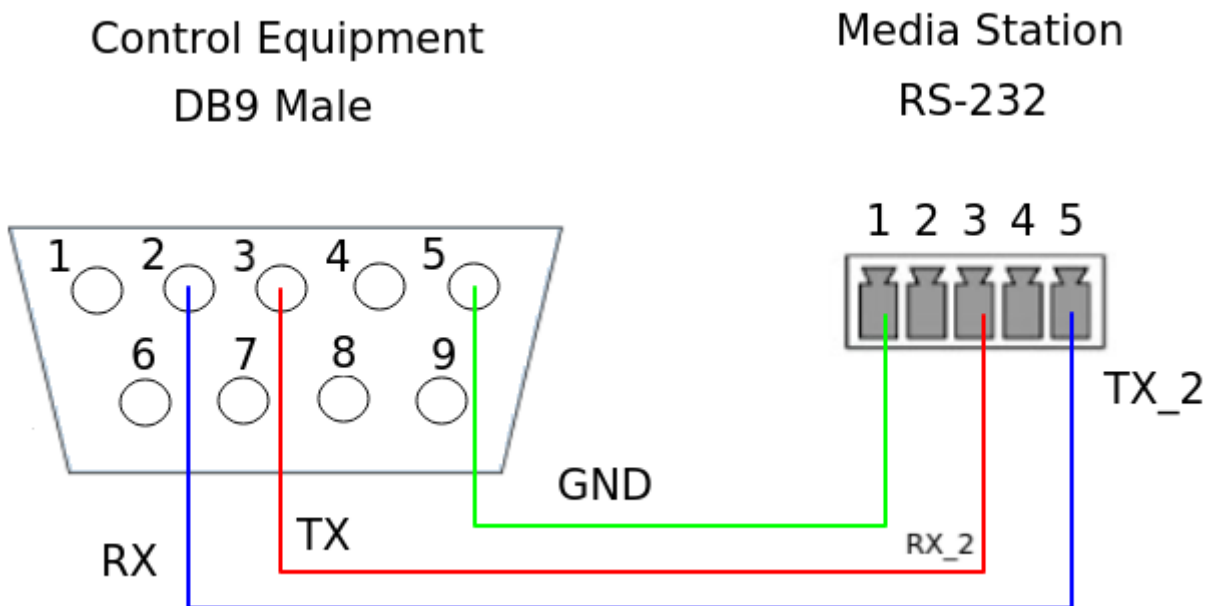 Control Equipment
DB9 Male
Media Station
RS-232
1 2 3 4 5
6 7 8 9
1 2 3 4 5
TX_2
GND
TX
RX_2
RX